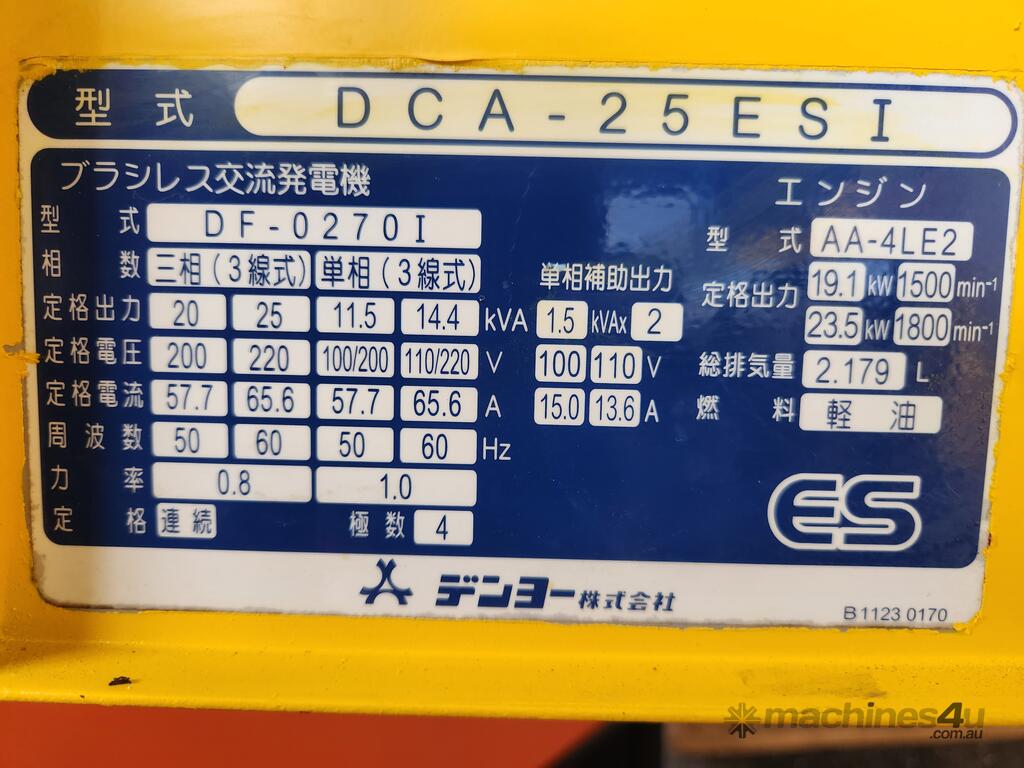 型式 DCA-25ESI
ブラシレス交流発電機 エンジン
型式 DF-0270I 型式 AA-4LE2
相数 三相(3線式) 単相(3線式) 単相補助出力 定格出力 19.1 kW 1500 min⁻¹
定格出力 20 25 11.5 14.4 kVA 1.5 kVAx 2 23.5 kW 1800 min⁻¹
定格電圧 200 220 100/200 110/220 V 100 110 V 総排気量 2.179 L
定格電流 57.7 65.6 57.7 65.6 A 15.0 13.6 A 燃料 軽油
周波数 50 60 50 60 Hz
力率 0.8 1.0
定格 連続 極数 4 ES
デンヨー株式会社
B11230170
machines4u
.com.au